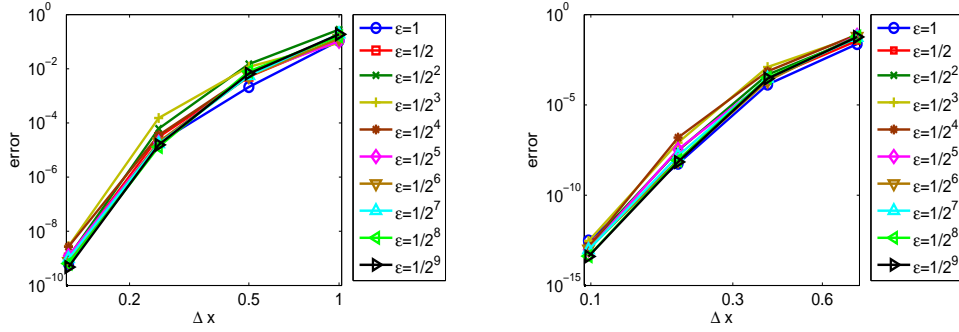 10^0
10^-2
10^-4
10^-6
10^-8
10^-10
error
0.2
0.5
1
Δ x
ε=1
ε=1/2
ε=1/2^2
ε=1/2^3
ε=1/2^4
ε=1/2^5
ε=1/2^6
ε=1/2^7
ε=1/2^8
ε=1/2^9
10^0
10^-5
10^-10
10^-15
error
0.1
0.3
0.6
Δ x
ε=1
ε=1/2
ε=1/2^2
ε=1/2^3
ε=1/2^4
ε=1/2^5
ε=1/2^6
ε=1/2^7
ε=1/2^8
ε=1/2^9